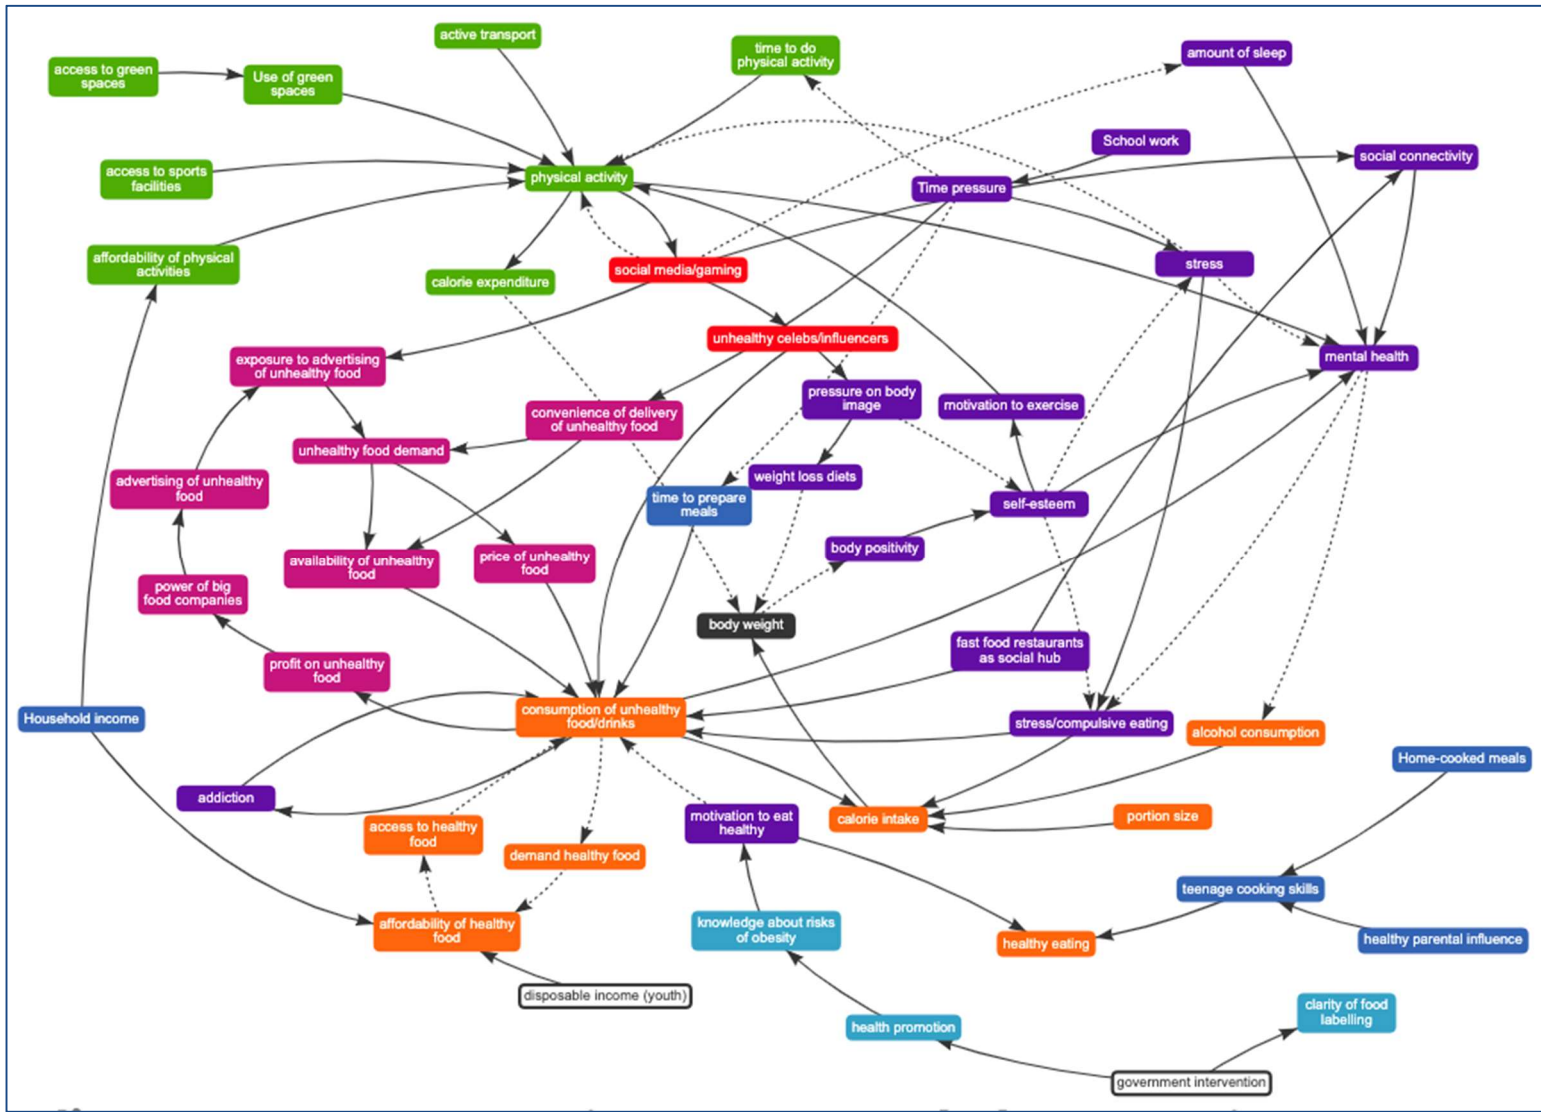 active transport
time to do
physical activity
amount of sleep
access to green
spaces
Use of green
spaces
School work
social connectivity
access to sports
facilities
physical activity
Time pressure
affordability of physical
activities
calorie expenditure
social media/gaming
stress
unhealthy celebs/influencers
mental health
exposure to advertising
of unhealthy food
pressure on body
image
motivation to exercise
convenience of delivery
of unhealthy food
unhealthy food demand
advertising of unhealthy
food
weight loss diets
time to prepare
meals
self-esteem
body positivity
availability of unhealthy
food
price of unhealthy
food
power of big
food companies
body weight
fast food restaurants
as social hub
profit on unhealthy
food
Household income
consumption of unhealthy
food/drinks
stress/compulsive eating
alcohol consumption
Home-cooked meals
addiction
access to healthy
food
motivation to eat
healthy
calorie intake
portion size
demand healthy food
teenage cooking skills
affordability of healthy
food
knowledge about risks
of obesity
healthy eating
healthy parental influence
disposable income (youth)
health promotion
clarity of food
labelling
government intervention